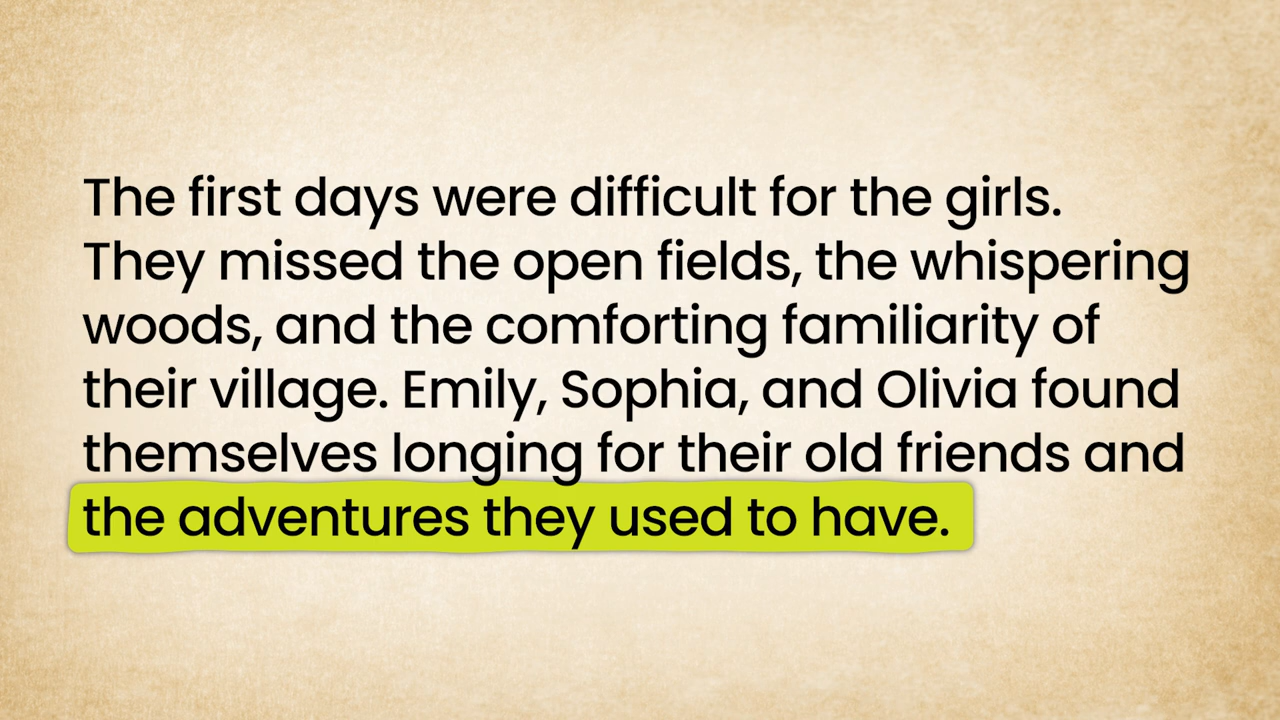 The first days were difficult for the girls.
They missed the open fields, the whispering
woods, and the comforting familiarity of
their village. Emily, Sophia, and Olivia found
themselves longing for their old friends and
the adventures they used to have.